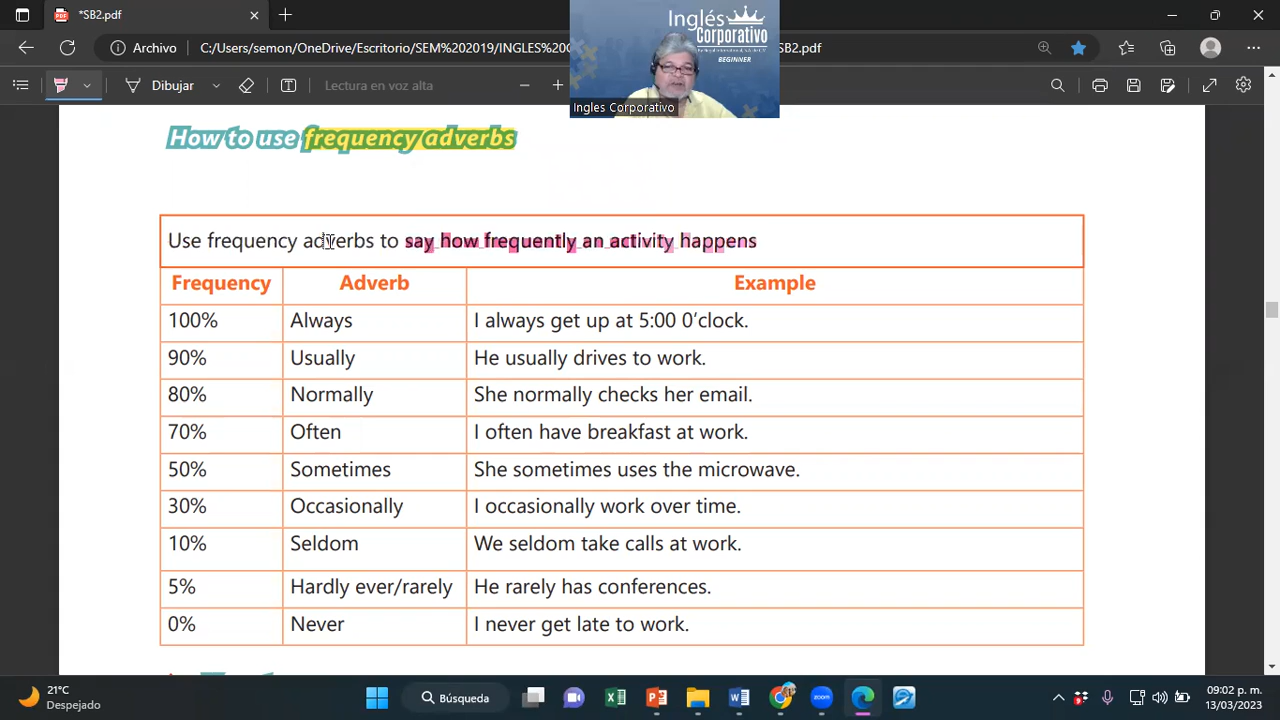 *SB2.pdf
Archivo
C:/Users/semon/OneDrive/Escritorio/SEM%202019/INGLES%20
SB2.pdf
Dibujar
Lectura en voz alta
Inglés
Corporativo
BEGINNER
Ingles Corporativo
How to use frequency adverbs
Use frequency adverbs to say how frequently an activity happens
Frequency Adverb Example
100% Always I always get up at 5:00 0'clock.
90% Usually He usually drives to work.
80% Normally She normally checks her email.
70% Often I often have breakfast at work.
50% Sometimes She sometimes uses the microwave.
30% Occasionally I occasionally work over time.
10% Seldom We seldom take calls at work.
5% Hardly ever/rarely He rarely has conferences.
0% Never I never get late to work.
21°C
Despejado
Búsqueda
09:02 p. m.
13/03/2023